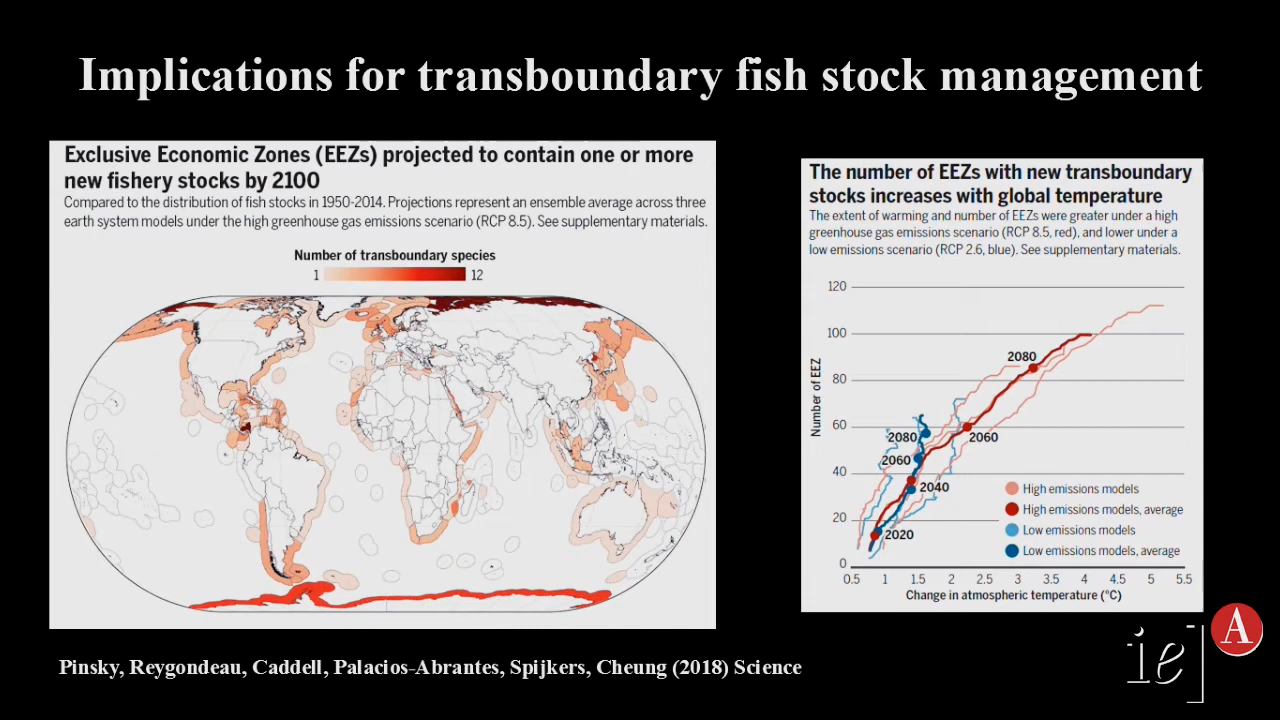 Implications for transboundary fish stock management
Exclusive Economic Zones (EEZs) projected to contain one or more
new fishery stocks by 2100
Compared to the distribution of fish stocks in 1950-2014. Projections represent an ensemble average across three
earth system models under the high greenhouse gas emissions scenario (RCP 8.5). See supplementary materials.
Number of transboundary species
1 12
The number of EEZs with new transboundary
stocks increases with global temperature
The extent of warming and number of EEZs were greater under a high
greenhouse gas emissions scenario (RCP 8.5, red), and lower under a
low emissions scenario (RCP 2.6, blue). See supplementary materials.
Number of EEZ
120
100
80
60
40
20
0
2080
2060
2080
2060
2040
2020
High emissions models
High emissions models, average
Low emissions models
Low emissions models, average
0.5 1 1.5 2 2.5 3 3.5 4 4.5 5 5.5
Change in atmospheric temperature (°C)
Pinsky, Reygondeau, Caddell, Palacios-Abrantes, Spijkers, Cheung (2018) Science
ie]
A